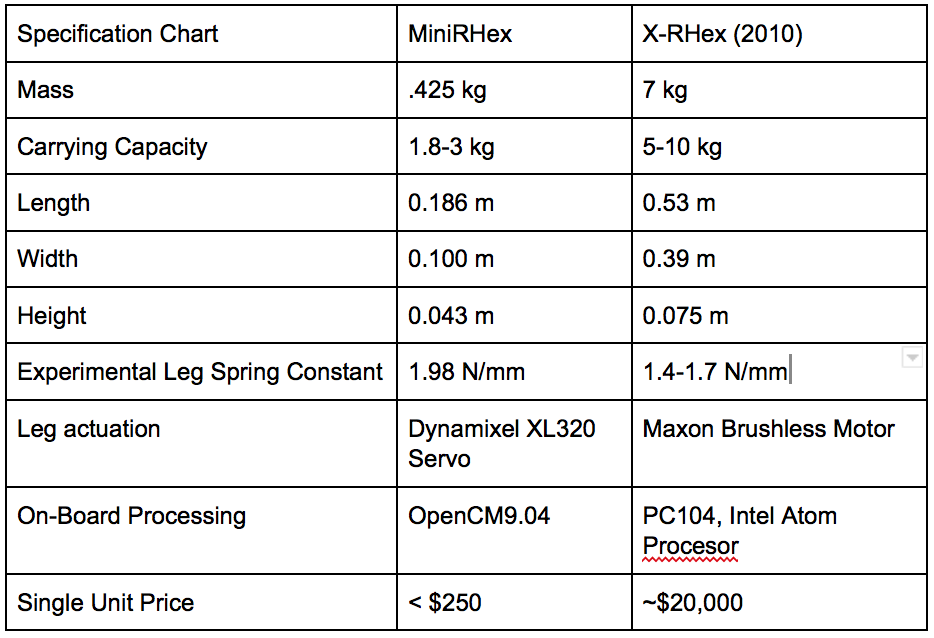 Specification Chart MiniRHex X-RHex (2010)
Mass .425 kg 7 kg
Carrying Capacity 1.8-3 kg 5-10 kg
Length 0.186 m 0.53 m
Width 0.100 m 0.39 m
Height 0.043 m 0.075 m
Experimental Leg Spring Constant 1.98 N/mm 1.4-1.7 N/mm
Leg actuation Dynamixel XL320 Maxon Brushless Motor
Servo
On-Board Processing OpenCM9.04 PC104, Intel Atom
Procesor
Single Unit Price < $250 ~$20,000